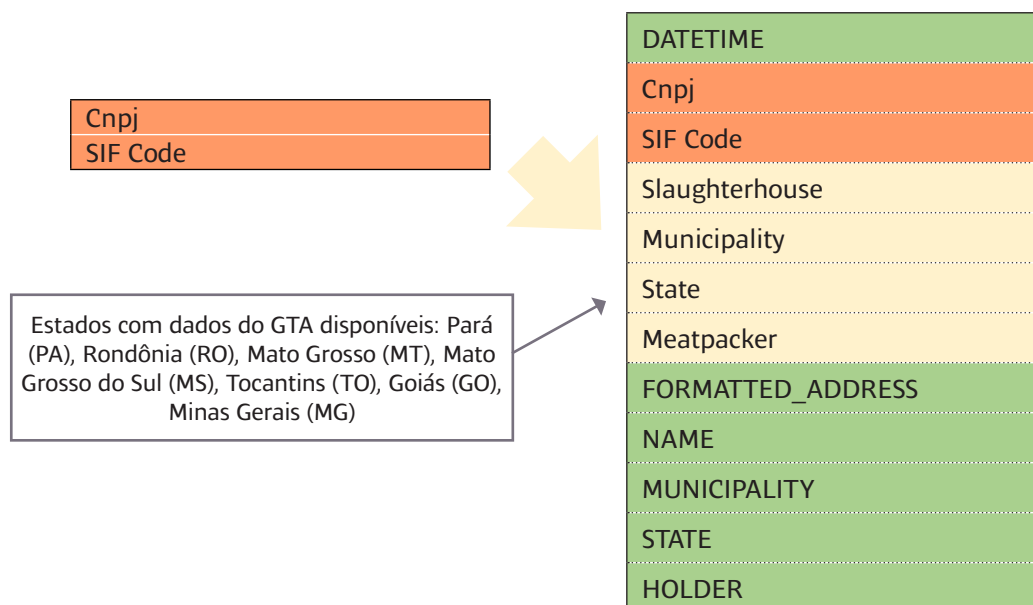 Cnpj
SIF Code
Estados com dados do GTA disponíveis: Pará
(PA), Rondônia (RO), Mato Grosso (MT), Mato
Grosso do Sul (MS), Tocantins (TO), Goiás (GO),
Minas Gerais (MG)
DATETIME
Cnpj
SIF Code
Slaughterhouse
Municipality
State
Meatpacker
FORMATTED_ADDRESS
NAME
MUNICIPALITY
STATE
HOLDER